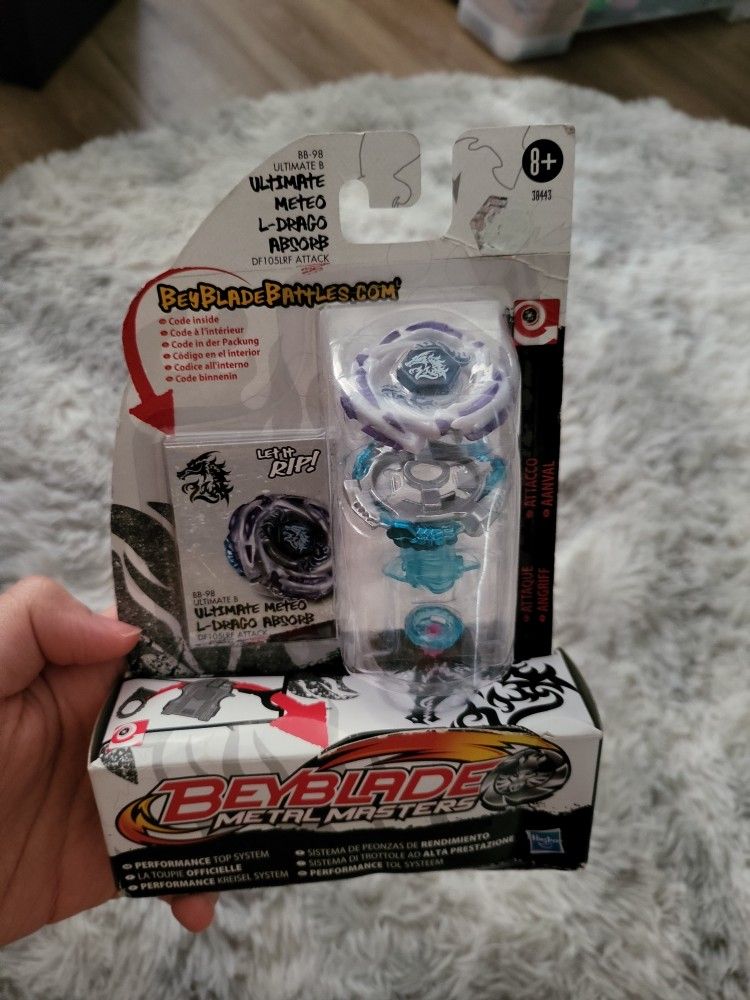 BB-98
ULTIMATE B
ULTIMATE
METEO
L-DRAGO
ABSORB
DF105LRF ATTACK
8+
38443
BEYBLADEBATTLES.COM
Code inside
Code à l'intérieur
Code in der Packung
Código en el interior
Codice all'interno
Code binnenin
LET IT
RIP!
BB-98
ULTIMATE B
ULTIMATE METEO
L-DRAGO ABSORB
DF105LRF ATTACK
ATTAQUE
ANGRIFF
ATTACCO
AANVAL
BEYBLADE
METAL MASTERS
PERFORMANCE TOP SYSTEM
LA TOUPIE OFFICIELLE
PERFORMANCE KREISEL SYSTEM
SISTEMA DE PEONZAS DE RENDIMIENTO
SISTEMA DI TROTTOLE AD ALTA PRESTAZIONE
PERFORMANCE TOL SYSTEEM
Hasbro